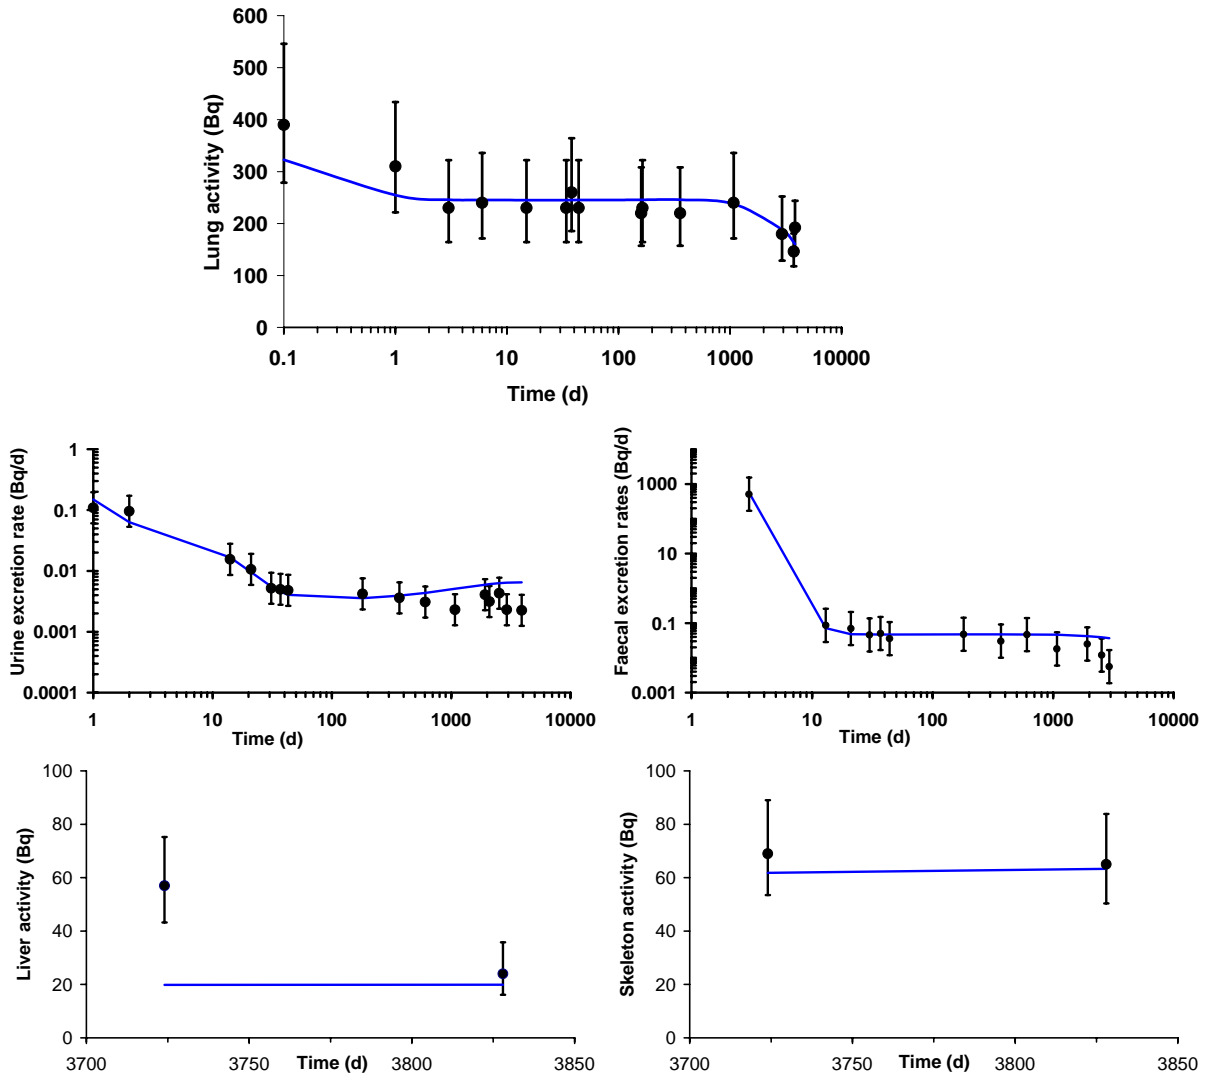 600
500
400
300
200
100
0
Lung activity (Bq)
0.1 1 10 100 1000 10000
Time (d)
1
0.1
0.01
0.001
0.0001
Urine excretion rate (Bq/d)
1 10 100 1000 10000
Time (d)
1000
10
0.1
0.001
Faecal excretion rates (Bq/d)
1 10 100 1000 10000
Time (d)
100
80
60
40
20
0
Liver activity (Bq)
3700 3750 3800 3850
Time (d)
100
80
60
40
20
0
Skeleton activity (Bq)
3700 3750 3800 3850
Time (d)